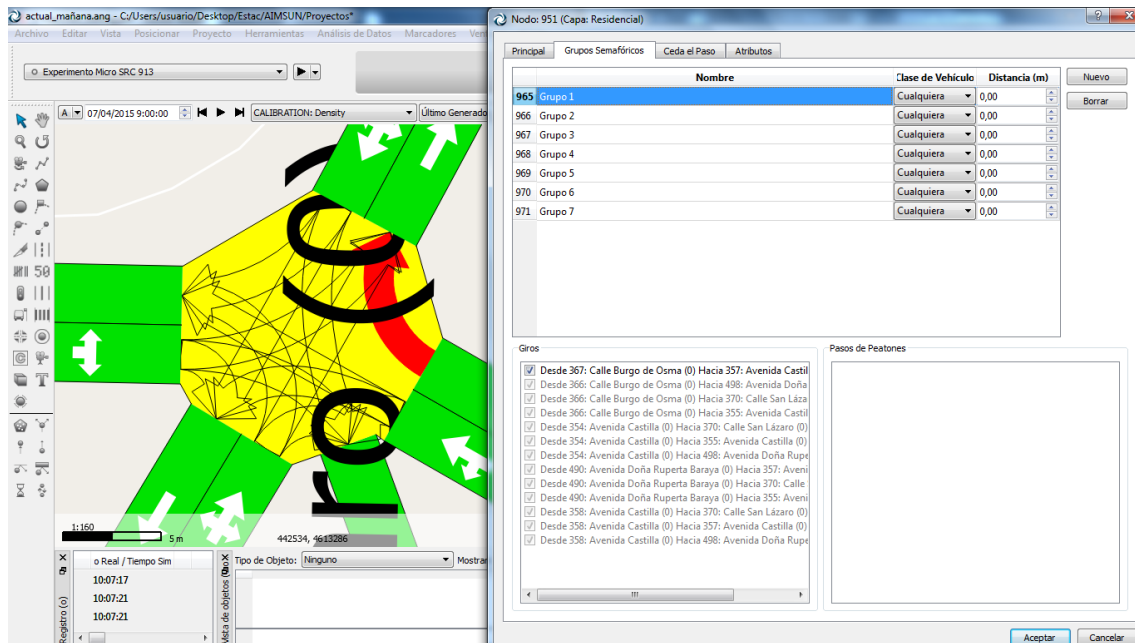 actual_mañana.ang - C:/Users/usuario/Desktop/Estac/AIMSUN/Proyectos*
Archivo Editar Vista Posicionar Proyecto Herramientas Análisis de Datos Marcadores
Experimento Micro SRC 913
A 07/04/2015 9:00:00 CALIBRATION: Density Último Generado
50
1:160
5 m
442534, 4613286
o Real / Tiempo Sim
10:07:17
10:07:21
10:07:21
Registro (o)
Vista de objetos
Tipo de Objeto: Ninguno Mostrar
Nodo: 951 (Capa: Residencial)
Principal Grupos Semafóricos Ceda el Paso Atributos
Nombre Clase de Vehículo Distancia (m)
965 Grupo 1 Cualquiera 0,00
966 Grupo 2 Cualquiera 0,00
967 Grupo 3 Cualquiera 0,00
968 Grupo 4 Cualquiera 0,00
969 Grupo 5 Cualquiera 0,00
970 Grupo 6 Cualquiera 0,00
971 Grupo 7 Cualquiera 0,00
Nuevo
Borrar
Giros
Desde 367: Calle Burgo de Osma (0) Hacia 357: Avenida Castil
Desde 366: Calle Burgo de Osma (0) Hacia 498: Avenida Doña
Desde 366: Calle Burgo de Osma (0) Hacia 370: Calle San Láza
Desde 366: Calle Burgo de Osma (0) Hacia 355: Avenida Castil
Desde 354: Avenida Castilla (0) Hacia 370: Calle San Lázaro (0)
Desde 354: Avenida Castilla (0) Hacia 355: Avenida Castilla (0)
Desde 354: Avenida Castilla (0) Hacia 498: Avenida Doña Rupe
Desde 490: Avenida Doña Ruperta Baraya (0) Hacia 357: Aveni
Desde 490: Avenida Doña Ruperta Baraya (0) Hacia 370: Calle
Desde 490: Avenida Doña Ruperta Baraya (0) Hacia 355: Aveni
Desde 358: Avenida Castilla (0) Hacia 370: Calle San Lázaro (0)
Desde 358: Avenida Castilla (0) Hacia 357: Avenida Castilla (0)
Desde 358: Avenida Castilla (0) Hacia 498: Avenida Doña Rupe
Pasos de Peatones
Aceptar Cancelar